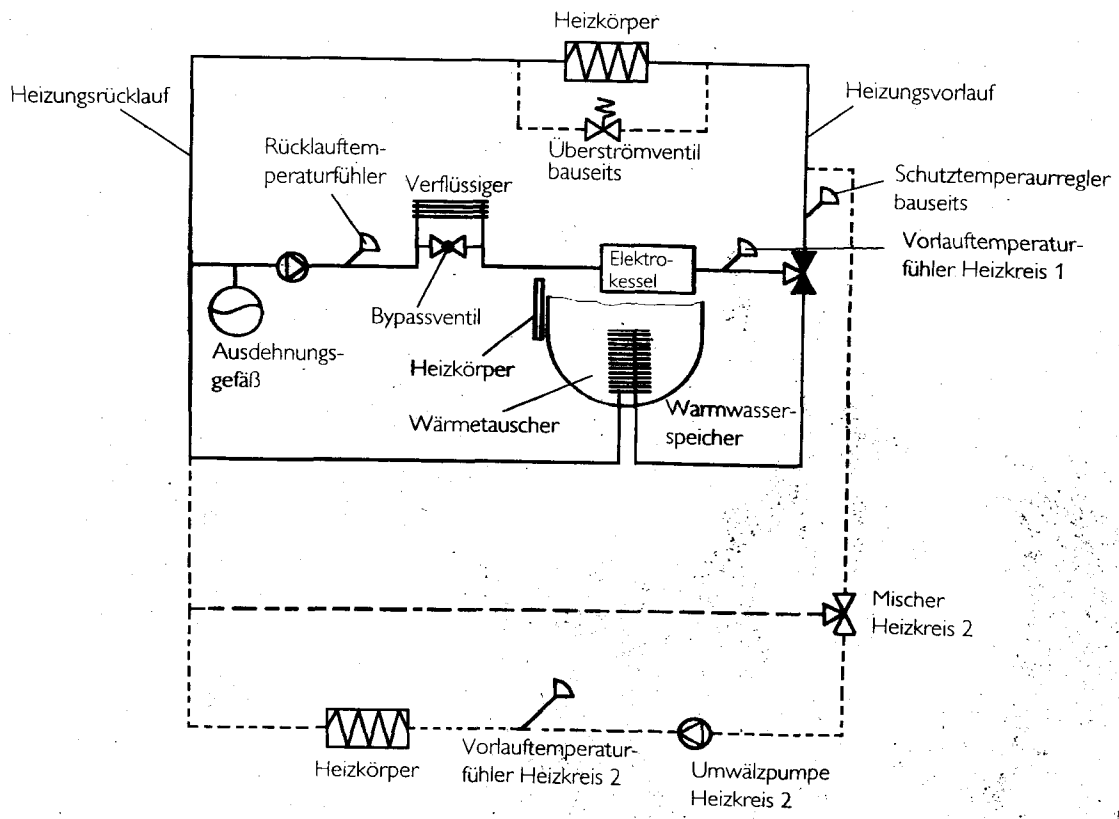 Heizkörper
Heizungsrücklauf
Heizungsvorlauf
Überströmventil
bauseits
Rücklauftem-
peraturfühler
Verflüssiger
Schutztemperaurregler
bauseits
Vorlauftemperatur-
fühler Heizkreis 1
Elektro-
kessel
Bypassventil
Ausdehnungs-
gefäß
Heizkörper
Wärmetauscher
Warmwasser-
speicher
Mischer
Heizkreis 2
Heizkörper
Vorlauftemperatur-
fühler Heizkreis 2
Umwälzpumpe
Heizkreis 2